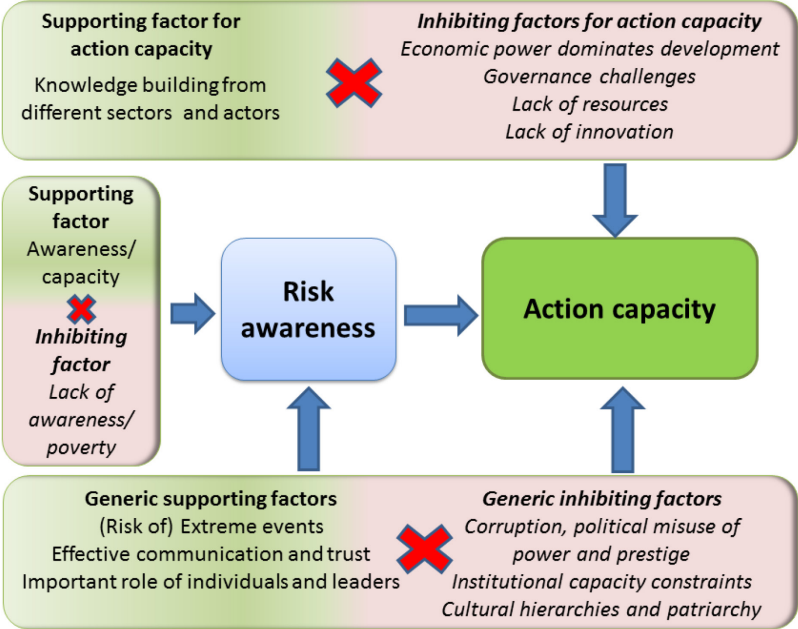 Supporting factor for
action capacity
Knowledge building from
different sectors and actors
Inhibiting factors for action capacity
Economic power dominates development
Governance challenges
Lack of resources
Lack of innovation
Supporting
factor
Awareness/
capacity
Inhibiting
factor
Lack of
awareness/
poverty
Risk
awareness
Action capacity
Generic supporting factors
(Risk of) Extreme events
Effective communication and trust
Important role of individuals and leaders
Generic inhibiting factors
Corruption, political misuse of
power and prestige
Institutional capacity constraints
Cultural hierarchies and patriarchy